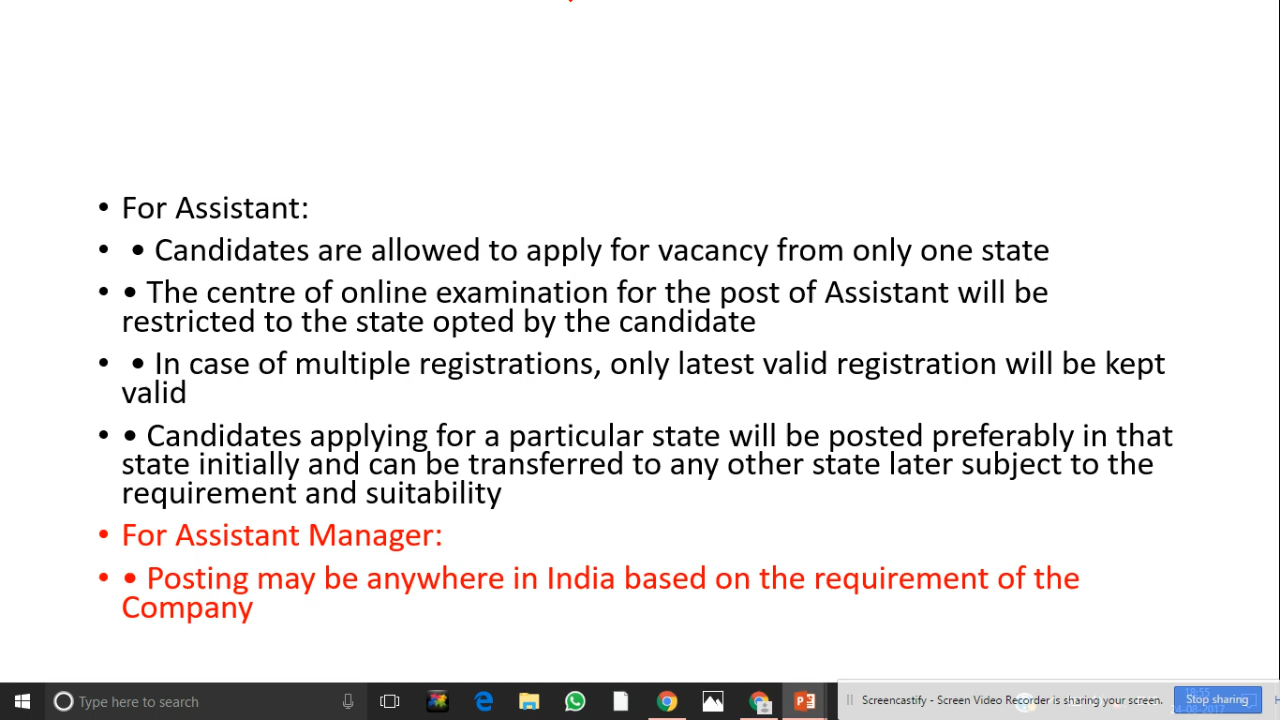 • For Assistant:
• • Candidates are allowed to apply for vacancy from only one state
• • The centre of online examination for the post of Assistant will be
restricted to the state opted by the candidate
• • In case of multiple registrations, only latest valid registration will be kept
valid
• • Candidates applying for a particular state will be posted preferably in that
state initially and can be transferred to any other state later subject to the
requirement and suitability
• For Assistant Manager:
• • Posting may be anywhere in India based on the requirement of the
Company
Type here to search
Screencastify - Screen Video Recorder is sharing your screen.
Stop sharing
18:55
24-08-2017